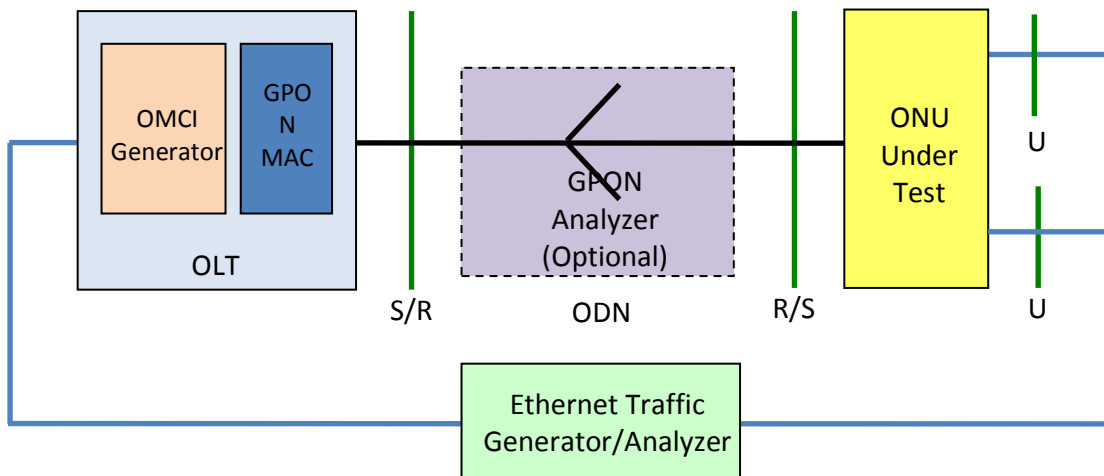 OMCI
Generator
GPO
N
MAC
OLT
S/R
GPON
Analyzer
(Optional)
ODN
R/S
ONU
Under
Test
U
U
Ethernet Traffic
Generator/Analyzer